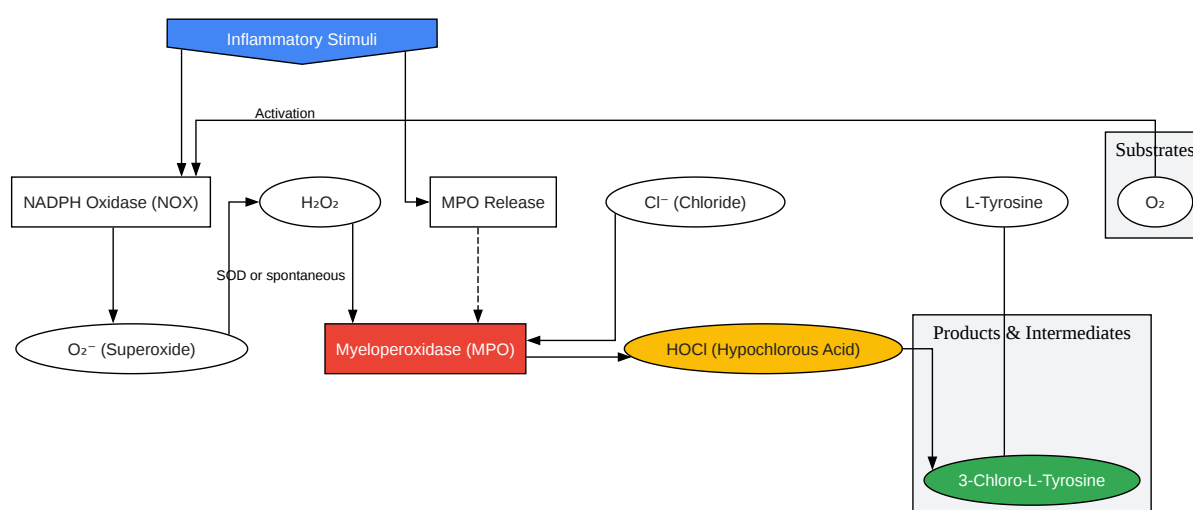 Inflammatory Stimuli
Activation
Substrates
NADPH Oxidase (NOX)
H₂O₂
MPO Release
Cl⁻ (Chloride)
L-Tyrosine
O₂
SOD or spontaneous
Products & Intermediates
O₂⁻ (Superoxide)
Myeloperoxidase (MPO)
HOCl (Hypochlorous Acid)
3-Chloro-L-Tyrosine